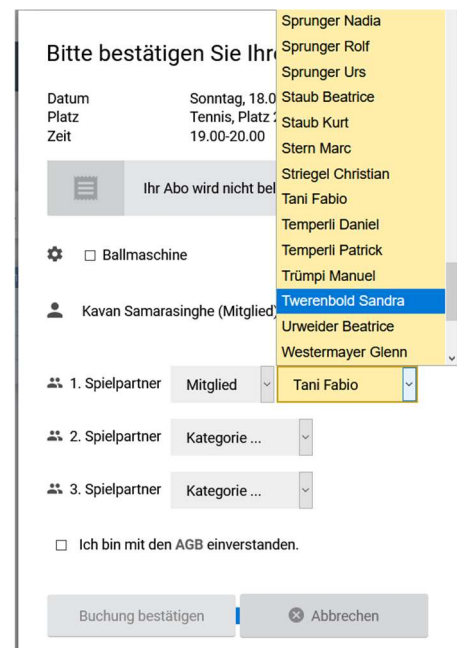 Bitte bestätigen Sie Ihre
Datum Sonntag, 18.0
Platz Tennis, Platz
Zeit 19.00-20.00
Ihr Abo wird nicht bel
Ballmaschine
Kavan Samarasinghe (Mitglied)
Sprunger Nadia
Sprunger Rolf
Sprunger Urs
Staub Beatrice
Staub Kurt
Stern Marc
Striegel Christian
Tani Fabio
Temperli Daniel
Temperli Patrick
Trümpi Manuel
Twerenbold Sandra
Urweider Beatrice
Westermayer Glenn
1. Spielpartner Mitglied Tani Fabio
2. Spielpartner Kategorie ...
3. Spielpartner Kategorie ...
Ich bin mit den AGB einverstanden.
Buchung bestätigen Abbrechen